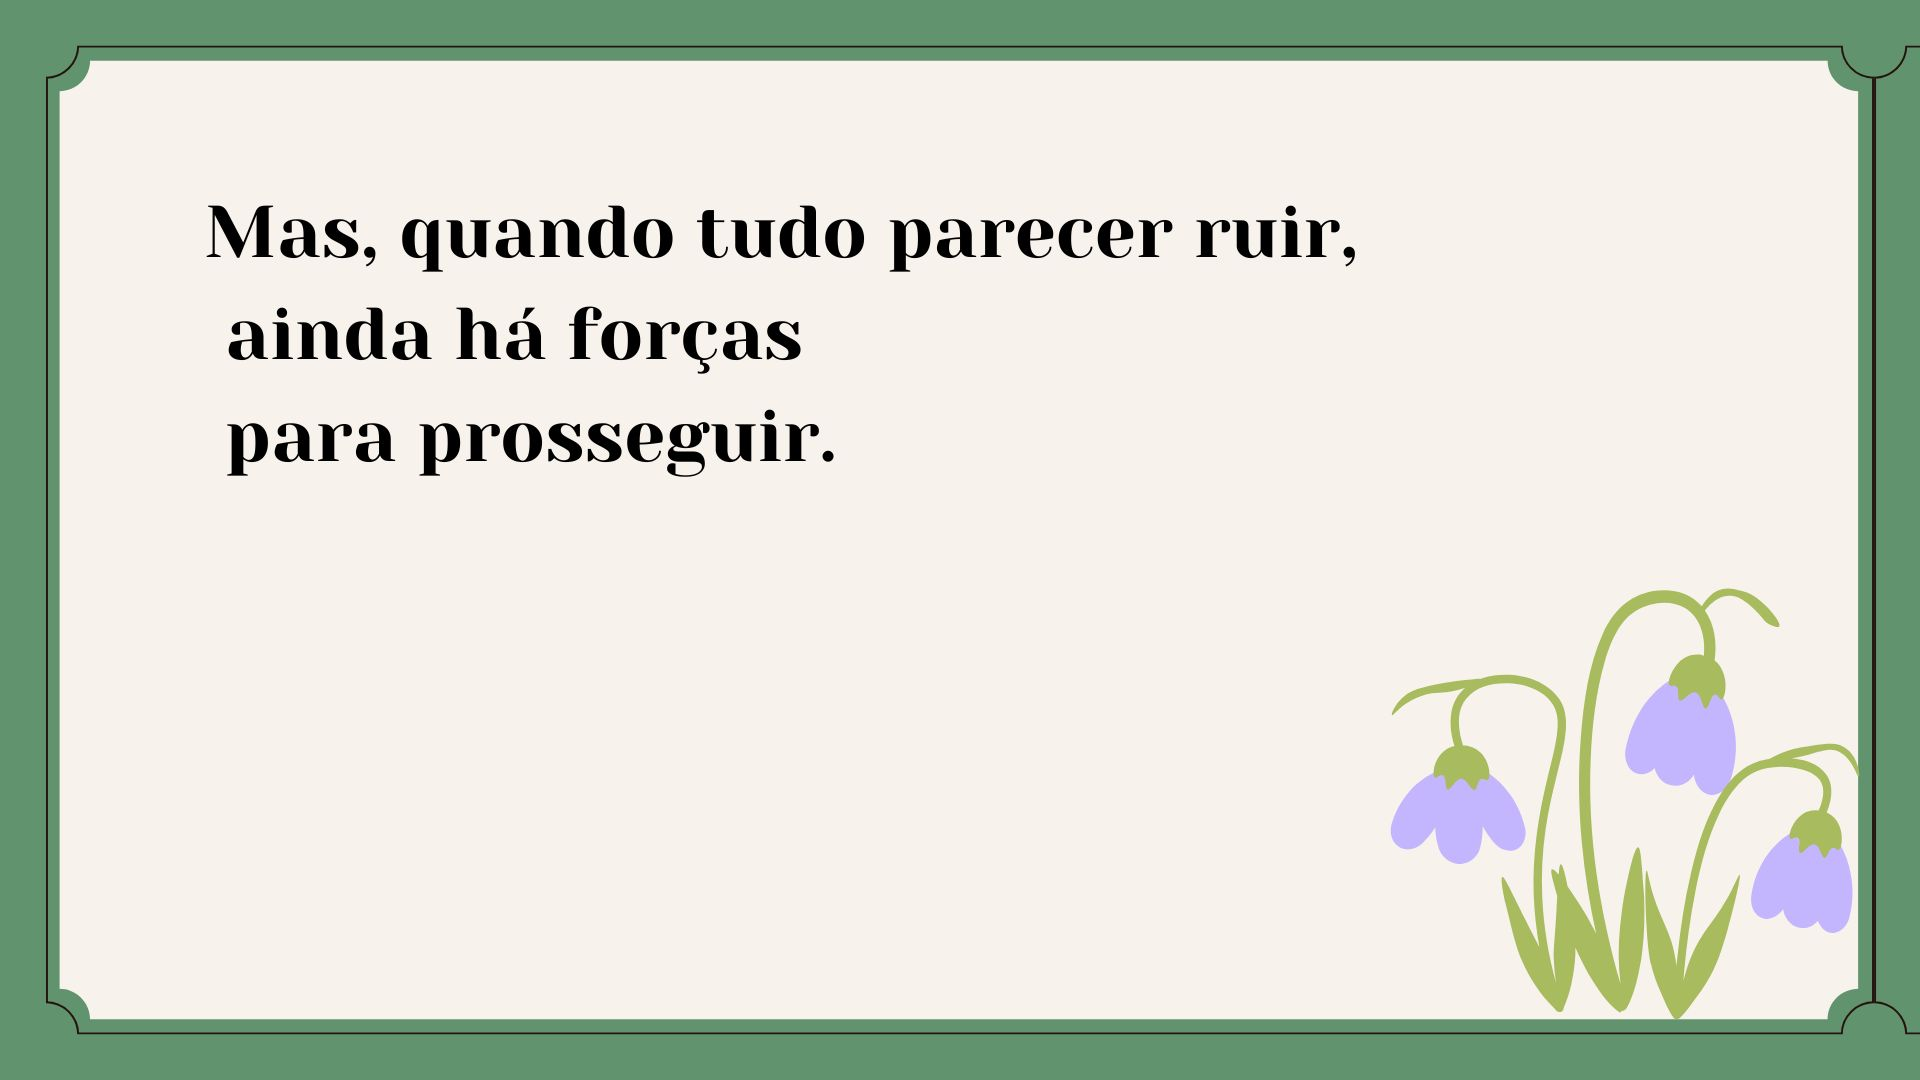 Mas, quando tudo parecer ruir,
ainda há forças
para prosseguir.